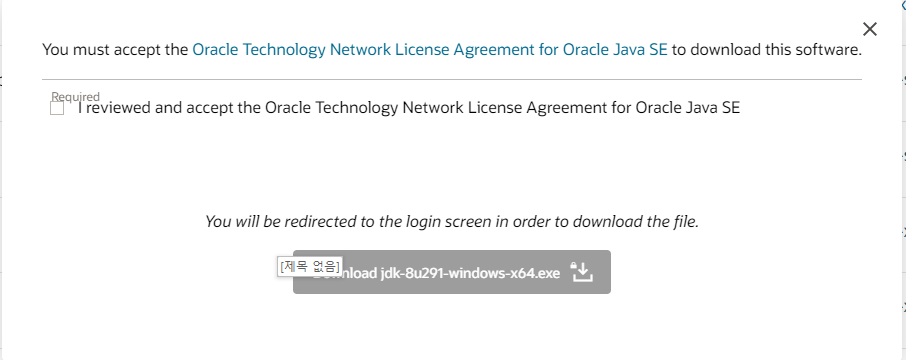 You must accept the Oracle Technology Network License Agreement for Oracle Java SE to download this software.
Required
I reviewed and accept the Oracle Technology Network License Agreement for Oracle Java SE
You will be redirected to the login screen in order to download the file.
[제목 없음]
jdk-8u291-windows-x64.exe